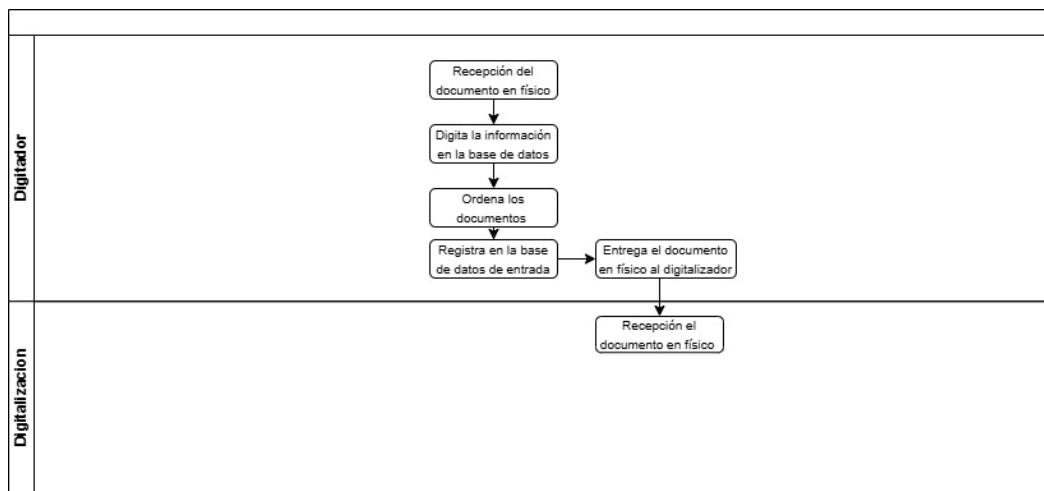 Digitador
Recepción del
documento en físico
Digita la información
en la base de datos
Ordena los
documentos
Registra en la base
de datos de entrada
Entrega el documento
en físico al digitalizador
Digitalizacion
Recepción el
documento en físico